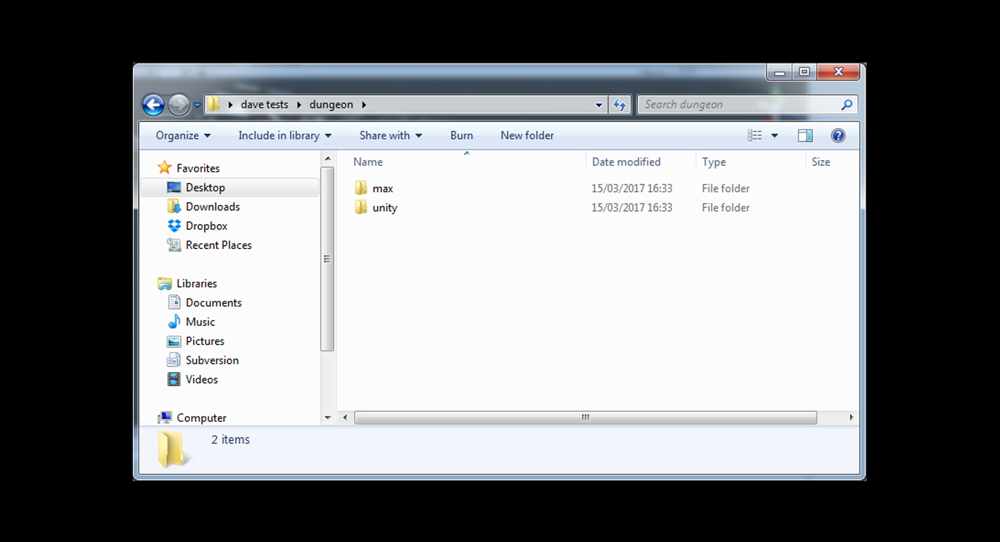 dave tests dungeon
Search dungeon
Organize Include in library Share with Burn New folder
Favorites
Desktop
Downloads
Dropbox
Recent Places
Libraries
Documents
Music
Pictures
Subversion
Videos
Computer
Name Date modified Type Size
max 15/03/2017 16:33 File folder
unity 15/03/2017 16:33 File folder
2 items